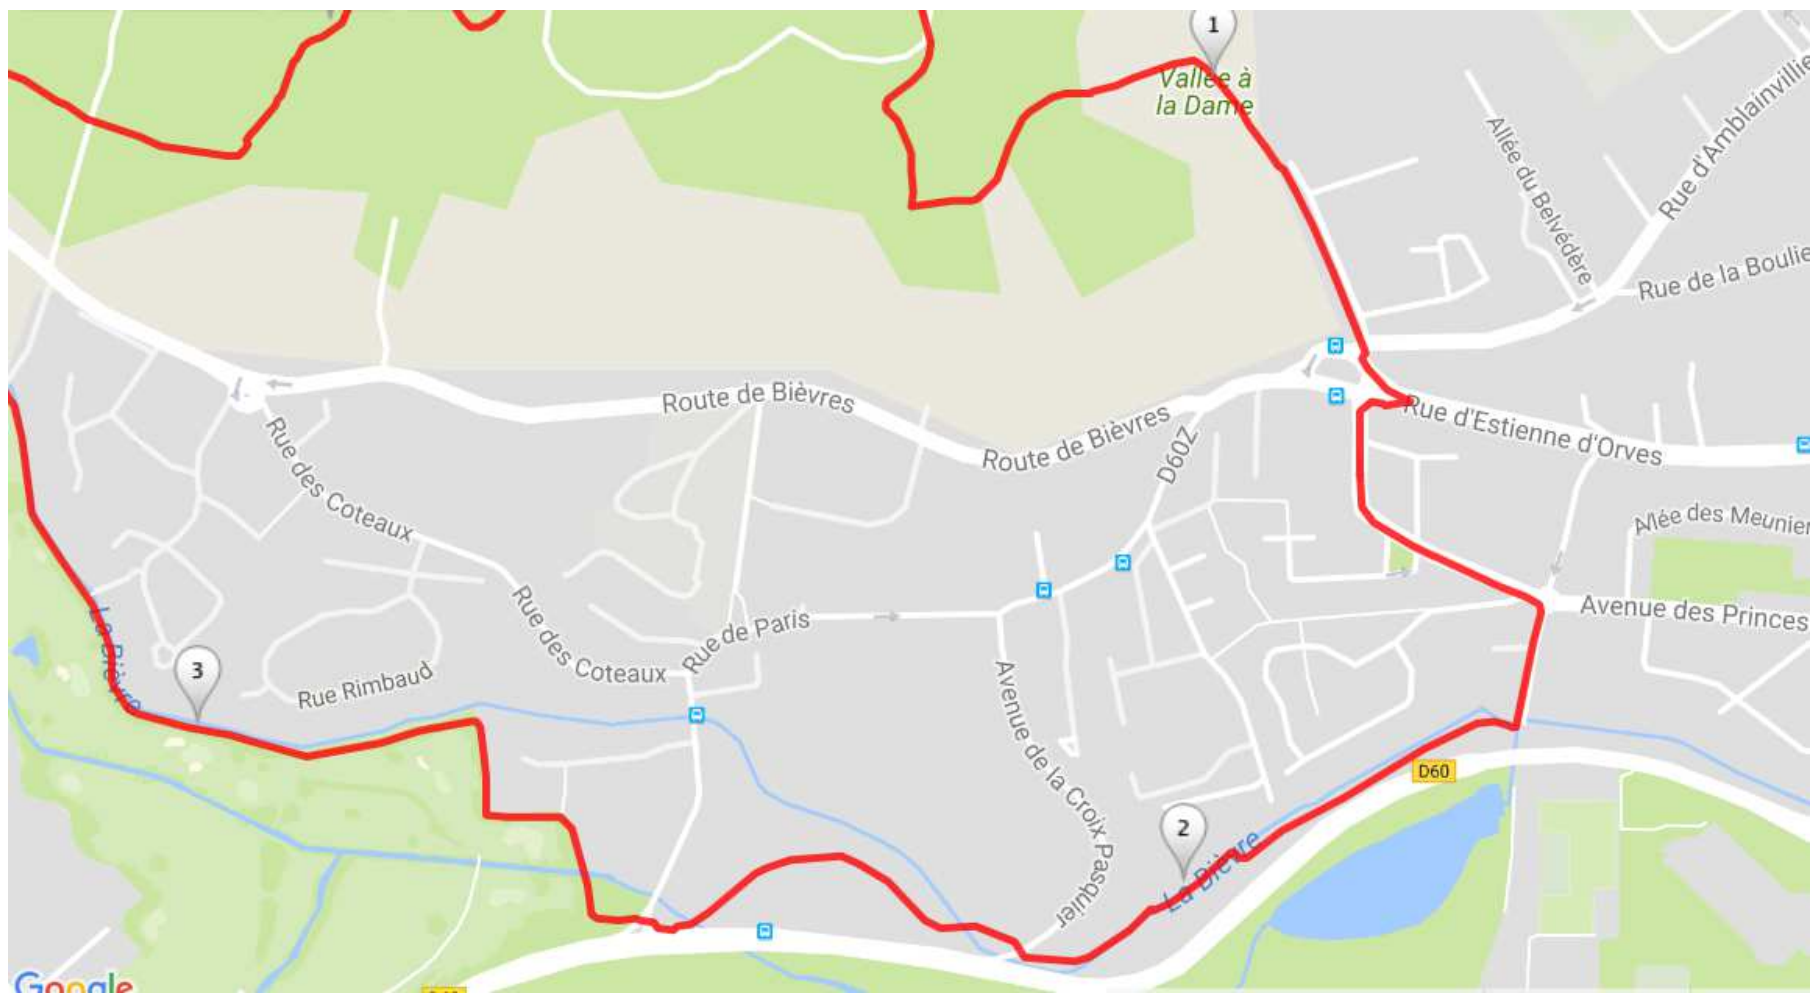 1
Vallée à
la Dame
Allée du Belvédère
Rue d'Amblainvillie
Rue de la Boulie
Route de Bièvres
Route de Bièvres
D60Z
Rue d'Estienne d'Orves
Rue des Coteaux
Allée des Meunier
Avenue des Princes
La Bièvre
3
Rue Rimbaud
Rue des Coteaux
Rue de Paris
Avenue de la Croix Pasquier
D60
2
La Bièvre
Google